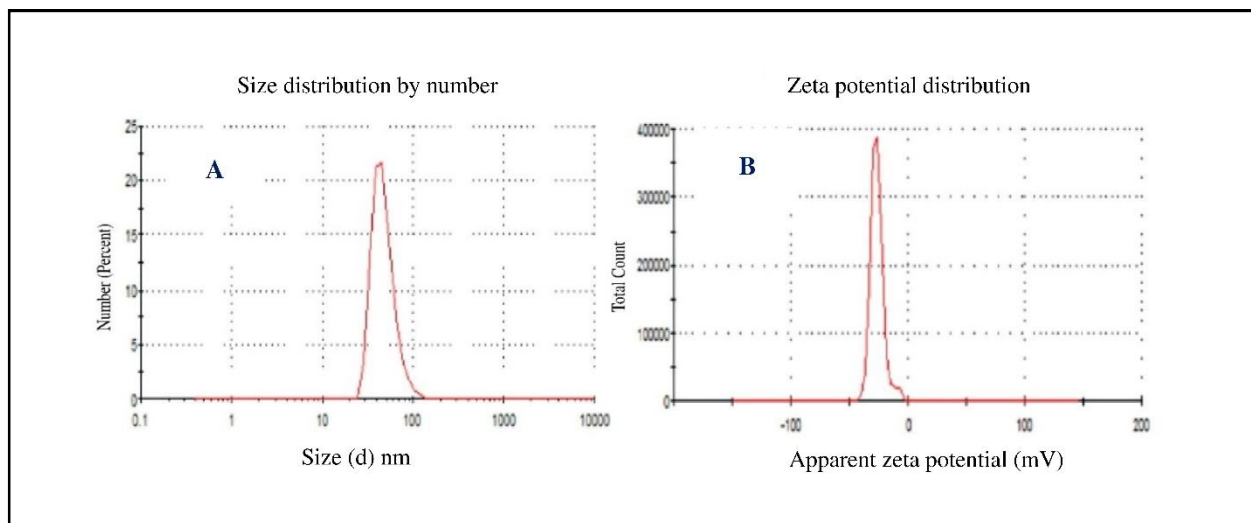 Size distribution by number
A
Number (Percent)
25
20
15
10
5
0
0.1 1 10 100 1000 10000
Size (d) nm
Zeta potential distribution
B
Total Count
400000
300000
200000
100000
0
-100 0 100 200
Apparent zeta potential (mV)